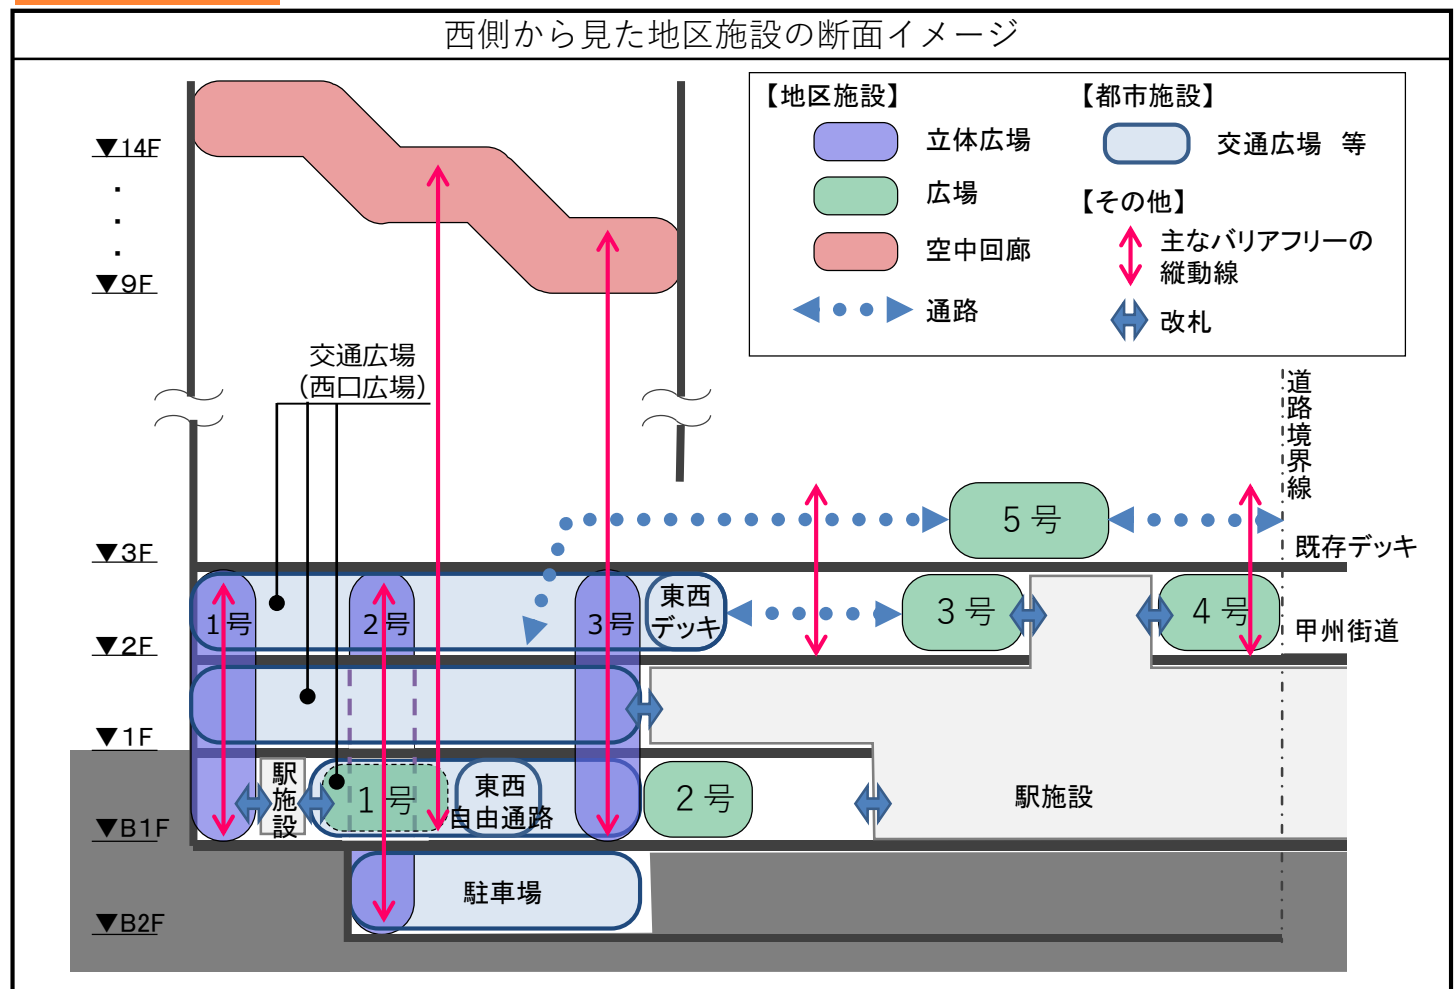 西側から見た地区施設の断面イメージ
【地区施設】
立体広場
広場
空中回廊
通路
【都市施設】
交通広場 等
【その他】
主なバリアフリーの
縦動線
改札
▼14F
・
・
・
▼9F
交通広場
(西口広場)
道路境界線
▼3F
5号
既存デッキ
1号
2号
3号
東西
デッキ
3号
4号
甲州街道
▼2F
▼1F
駅施設
1号
東西
自由通路
2号
駅施設
▼B1F
駐車場
▼B2F